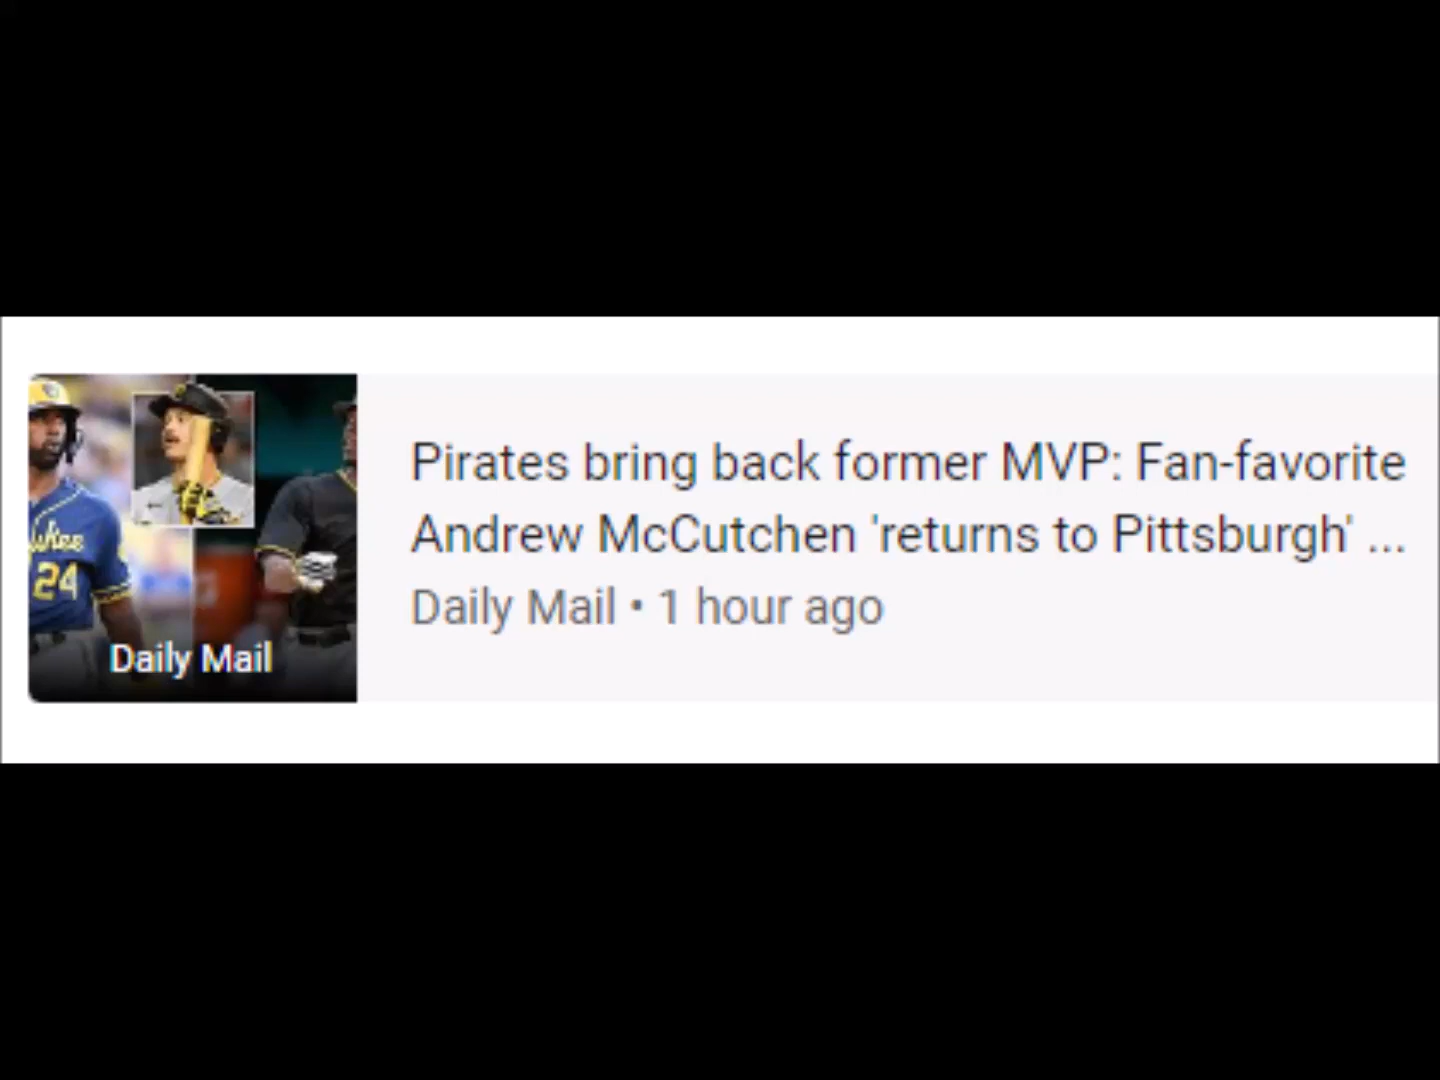 Pirates bring back former MVP: Fan-favorite
Andrew McCutchen 'returns to Pittsburgh' ...
Daily Mail • 1 hour ago
24
Daily Mail